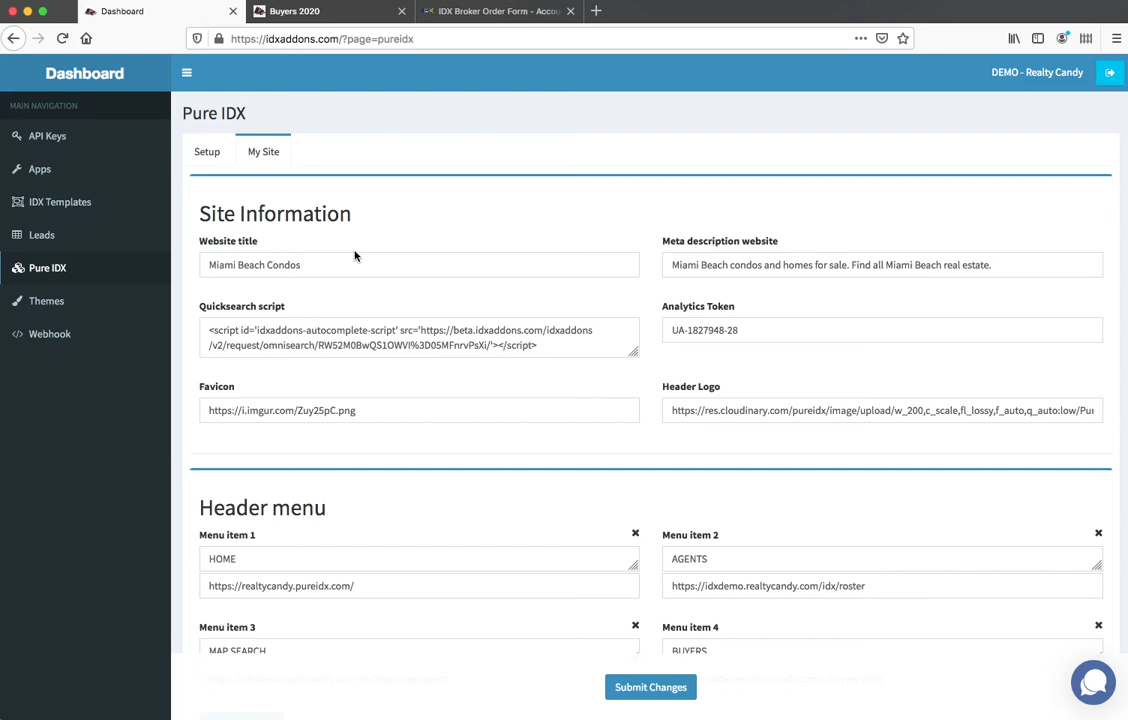 Dashboard
Buyers 2020
IDX Broker Order Form - Accou
https://idxaddons.com/?page=pureidx
Dashboard
DEMO - Realty Candy
MAIN NAVIGATION
API Keys
Apps
IDX Templates
Leads
Pure IDX
Themes
Webhook
Pure IDX
Setup
My Site
Site Information
Website title
Meta description website
Miami Beach Condos
Miami Beach condos and homes for sale. Find all Miami Beach real estate.
Quicksearch script
Analytics Token
<script id='idxaddons-autocomplete-script' src='https://beta.idxaddons.com/idxaddons
/v2/request/omnisearch/RW52M0BwQS1OWVI%3D05MFnrvPsXi/'></script>
UA-1827948-28
Favicon
Header Logo
https://i.imgur.com/Zuy25pC.png
https://res.cloudinary.com/pureidx/image/upload/w_200,c_scale,fl_lossy,f_auto,q_auto:low/Pur
Header menu
Menu item 1
Menu item 2
HOME
AGENTS
https://realtycandy.pureidx.com/
https://idxdemo.realtycandy.com/idx/roster
Menu item 3
Menu item 4
MAP SEARCH
BUYERS
Submit Changes